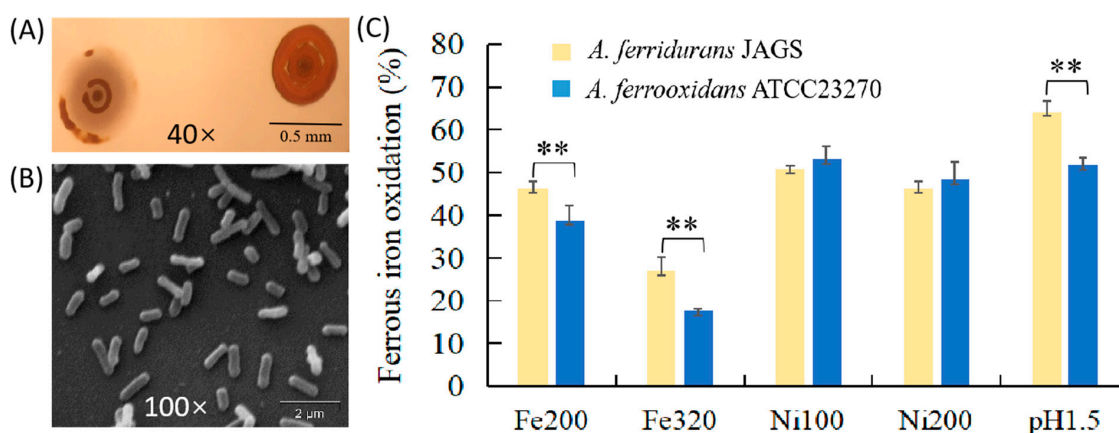 (A)
40×
0.5 mm
(B)
100×
2 µm
(C)
Ferrous iron oxidation (%)
80
70
60
50
40
30
20
10
0
A. ferridurans JAGS
A. ferrooxidans ATCC23270
**
**
**
Fe200 Fe320 Ni100 Ni200 pH1.5